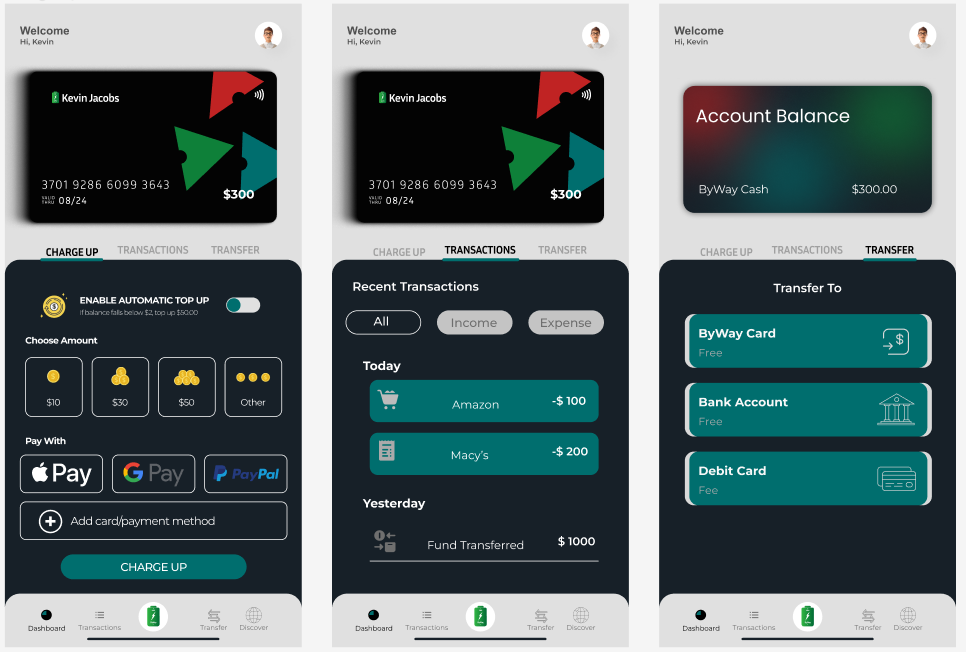 Welcome
Hi, Kevin
Kevin Jacobs
3701 9286 6099 3643
VALID THRU 08/24
$300
CHARGE UP TRANSACTIONS TRANSFER
ENABLE AUTOMATIC TOP UP
If balance falls below $2, top up $50.00
Choose Amount
$10 $30 $50 Other
Pay With
Pay G Pay PayPal
Add card/payment method
CHARGE UP
Dashboard Transactions Transfer Discover
Welcome
Hi, Kevin
Kevin Jacobs
3701 9286 6099 3643
VALID THRU 08/24
$300
CHARGE UP TRANSACTIONS TRANSFER
Recent Transactions
All Income Expense
Today
Amazon -$ 100
Macy's -$ 200
Yesterday
Fund Transferred $ 1000
Dashboard Transactions Transfer Discover
Welcome
Hi, Kevin
Account Balance
ByWay Cash $300.00
CHARGE UP TRANSACTIONS TRANSFER
Transfer To
ByWay Card
Free
$
Bank Account
Free
Debit Card
Fee
Dashboard Transactions Transfer Discover